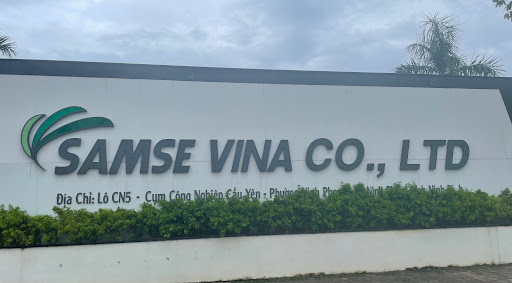 SAMSE VINA CO., LTD
Địa Chỉ: Lô CN5 - Cụm Công Nghiệp Cầu Yên - Phường